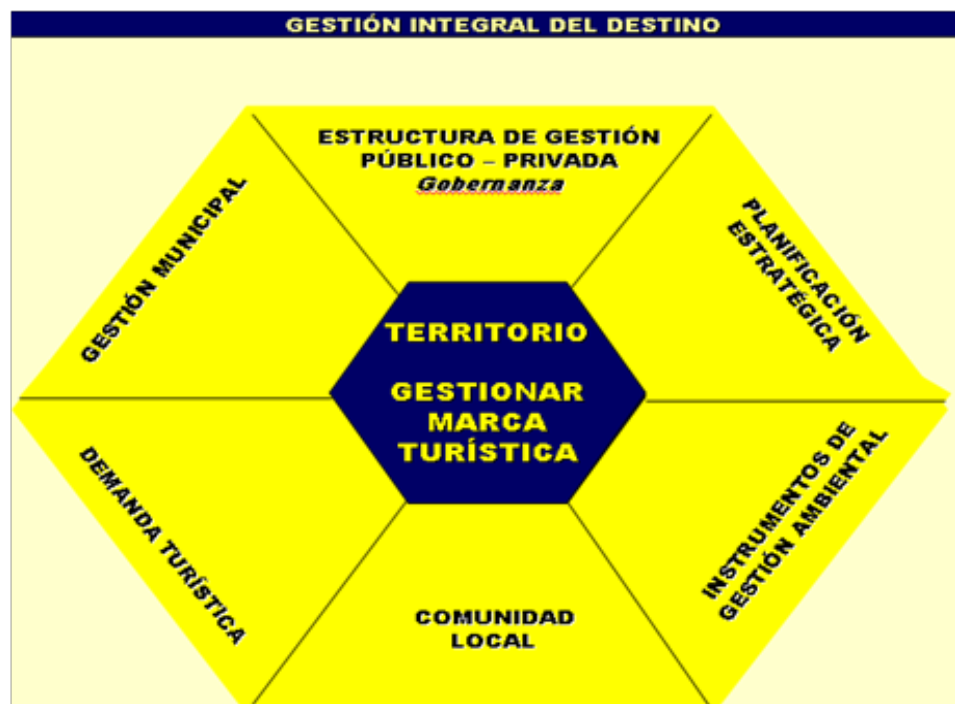 GESTIÓN INTEGRAL DEL DESTINO
ESTRUCTURA DE GESTIÓN
PÚBLICO – PRIVADA
Gobernanza
GESTIÓN MUNICIPAL
PLANIFICACIÓN
ESTRATÉGICA
TERRITORIO
GESTIONAR
MARCA
TURÍSTICA
DEMANDA TURÍSTICA
INSTRUMENTOS DE
GESTIÓN AMBIENTAL
COMUNIDAD
LOCAL